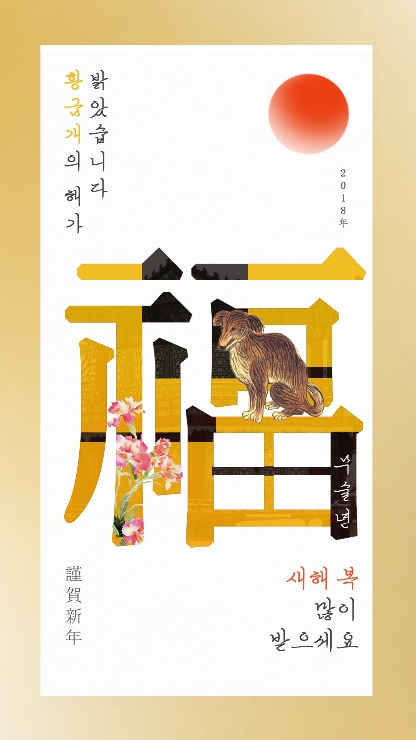 황금개의 해가
밝았습니다
2018年
福
무술년
謹賀新年
새해 복
많이
받으세요